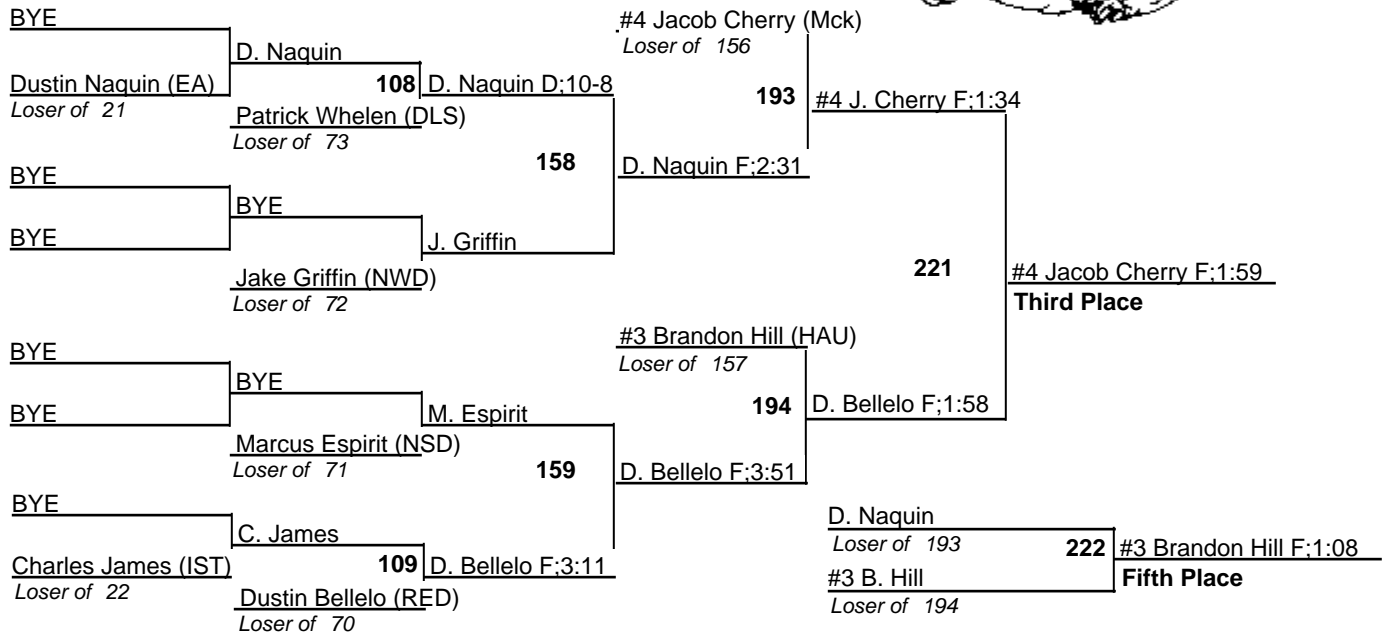 BYE
D. Naquin
Dustin Naquin (EA)
Loser of 21
108
D. Naquin D;10-8
Patrick Whelen (DLS)
Loser of 73
158
BYE
BYE
BYE
J. Griffin
Jake Griffin (NWD)
Loser of 72
#4 Jacob Cherry (Mck)
Loser of 156
193
#4 J. Cherry F;1:34
D. Naquin F;2:31
221
#4 Jacob Cherry F;1:59
Third Place
BYE
BYE
BYE
M. Espirit
Marcus Espirit (NSD)
Loser of 71
159
BYE
C. James
Charles James (IST)
Loser of 22
109
D. Bellelo F;3:11
Dustin Bellelo (RED)
Loser of 70
#3 Brandon Hill (HAU)
Loser of 157
194
D. Bellelo F;1:58
D. Bellelo F;3:51
D. Naquin
Loser of 193
222
#3 Brandon Hill F;1:08
#3 B. Hill
Fifth Place
Loser of 194